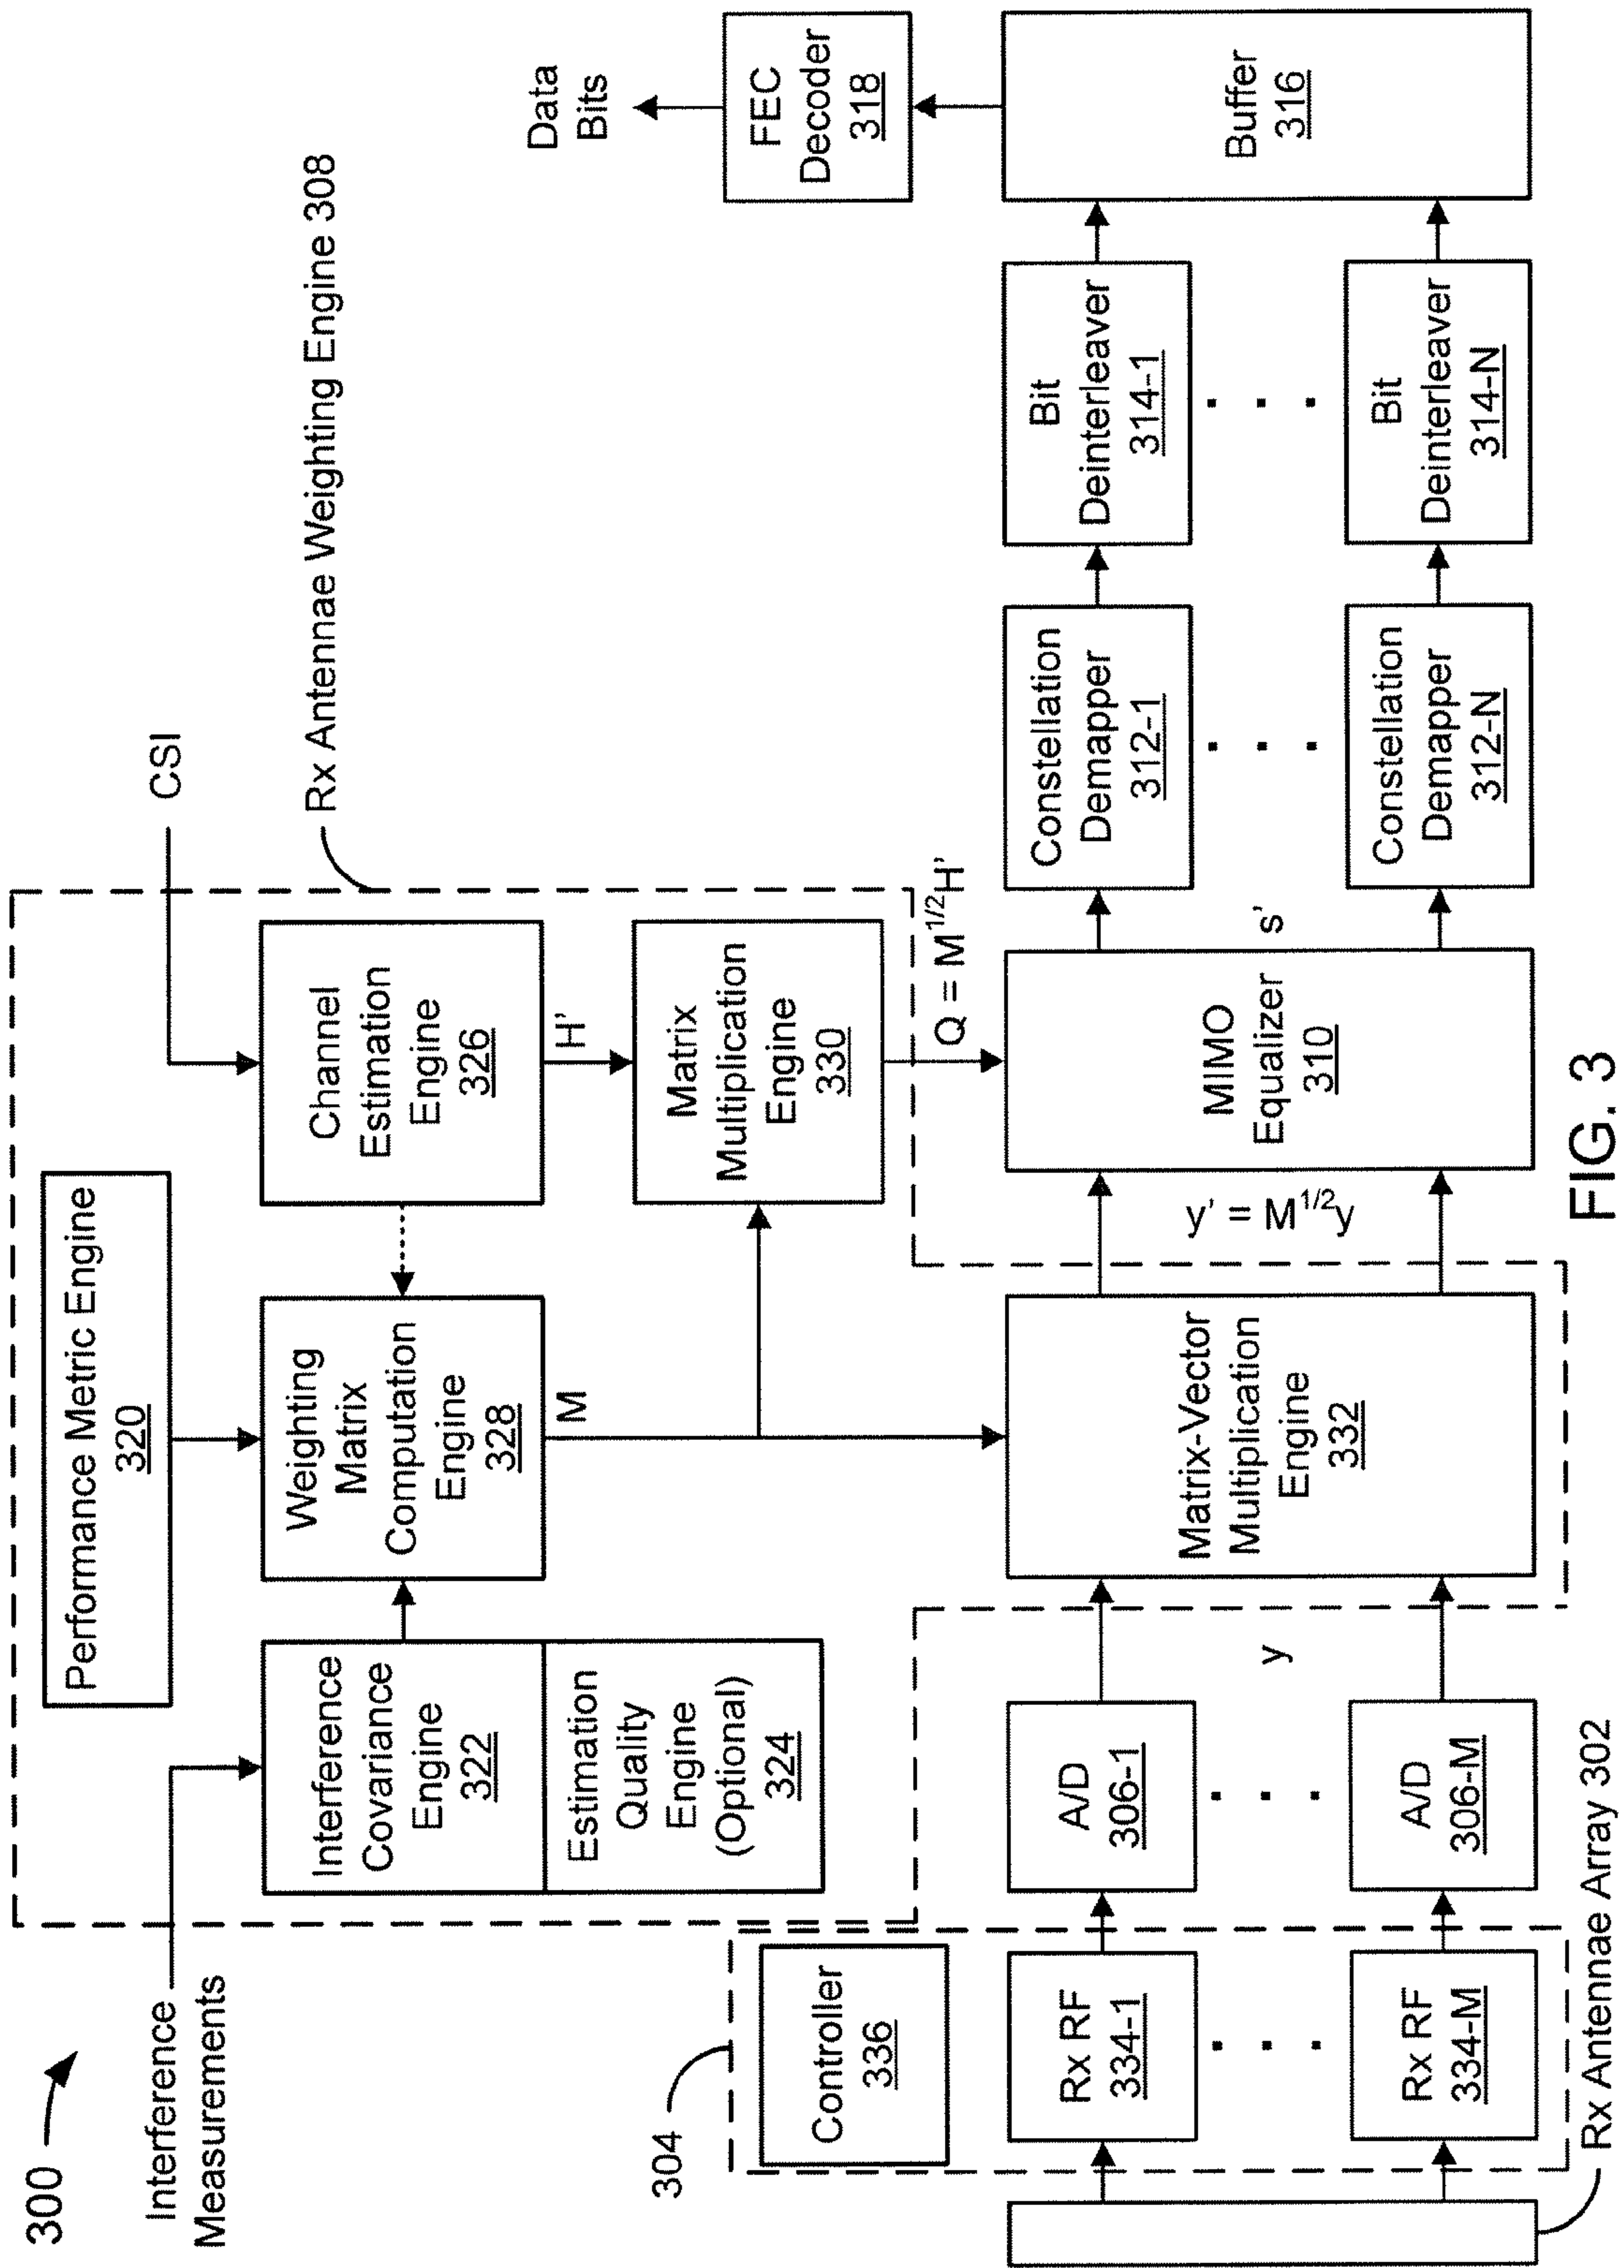 300
Interference
Measurements
CSI
Rx Antennae Weighting Engine 308
Performance Metric Engine
320
Interference
Covariance
Engine
322
Estimation
Quality
Engine
(Optional)
324
Weighting
Matrix
Computation
Engine
328
M
Channel
Estimation
Engine
326
H'
Matrix
Multiplication
Engine
330
Q = M^1/2H'
Data
Bits
FEC
Decoder
318
304
Controller
336
Rx RF
334-1
Rx RF
334-M
A/D
306-1
A/D
306-M
y
Matrix-Vector
Multiplication
Engine
332
y' = M^1/2y
MIMO
Equalizer
310
s'
Constellation
Demapper
312-1
Constellation
Demapper
312-N
Bit
Deinterleaver
314-1
Bit
Deinterleaver
314-N
Buffer
316
Rx Antennae Array 302
FIG. 3